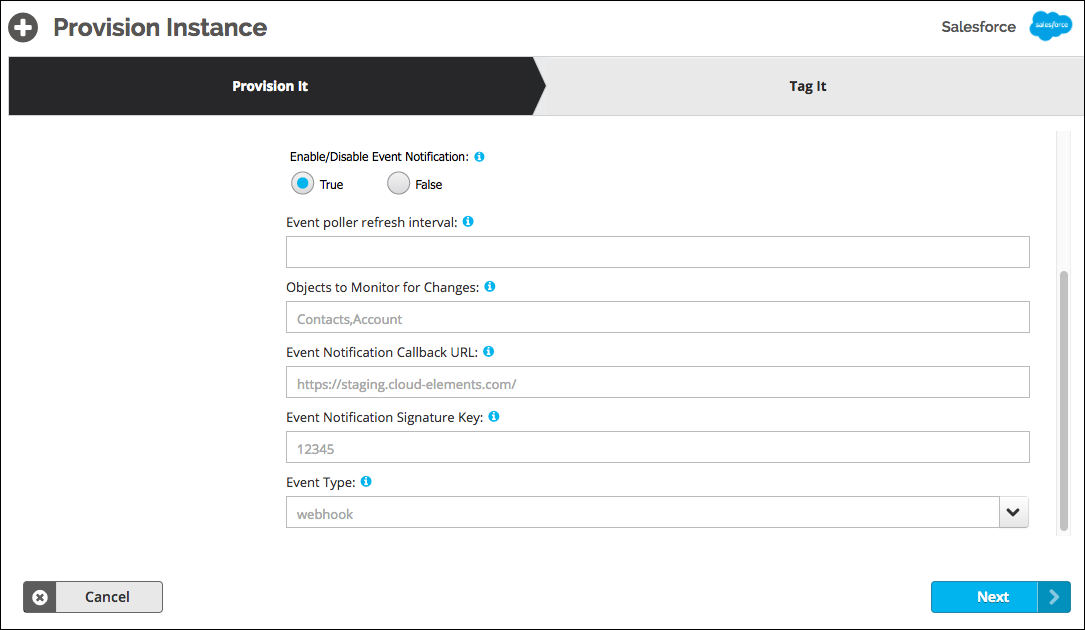 Provision Instance
Salesforce
salesforce
Provision It
Tag It
Enable/Disable Event Notification:
True
False
Event poller refresh interval:
Objects to Monitor for Changes:
Contacts,Account
Event Notification Callback URL:
https://staging.cloud-elements.com/
Event Notification Signature Key:
12345
Event Type:
webhook
Cancel
Next